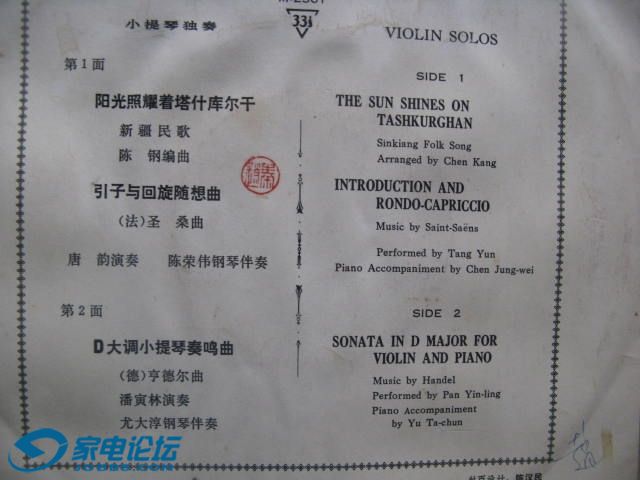 小提琴独奏
第1面
阳光照耀着塔什库尔干
新疆民歌
陈钢编曲
引子与回旋随想曲
(法)圣桑曲
唐韵演奏 陈荣伟钢琴伴奏
第2面
D大调小提琴奏鸣曲
(德)亨德尔曲
潘寅林演奏
尤大淳钢琴伴奏
33⅓
VIOLIN SOLOS
SIDE 1
THE SUN SHINES ON
TASHKURGHAN
Sinkiang Folk Song
Arranged by Chen Kang
INTRODUCTION AND
RONDO-CAPRICCIO
Music by Saint-Saëns
Performed by Tang Yun
Piano Accompaniment by Chen Jung-wei
SIDE 2
SONATA IN D MAJOR FOR
VIOLIN AND PIANO
Music by Handel
Performed by Pan Yin-ling
Piano Accompaniment
by Yu Ta-chun
家电论坛